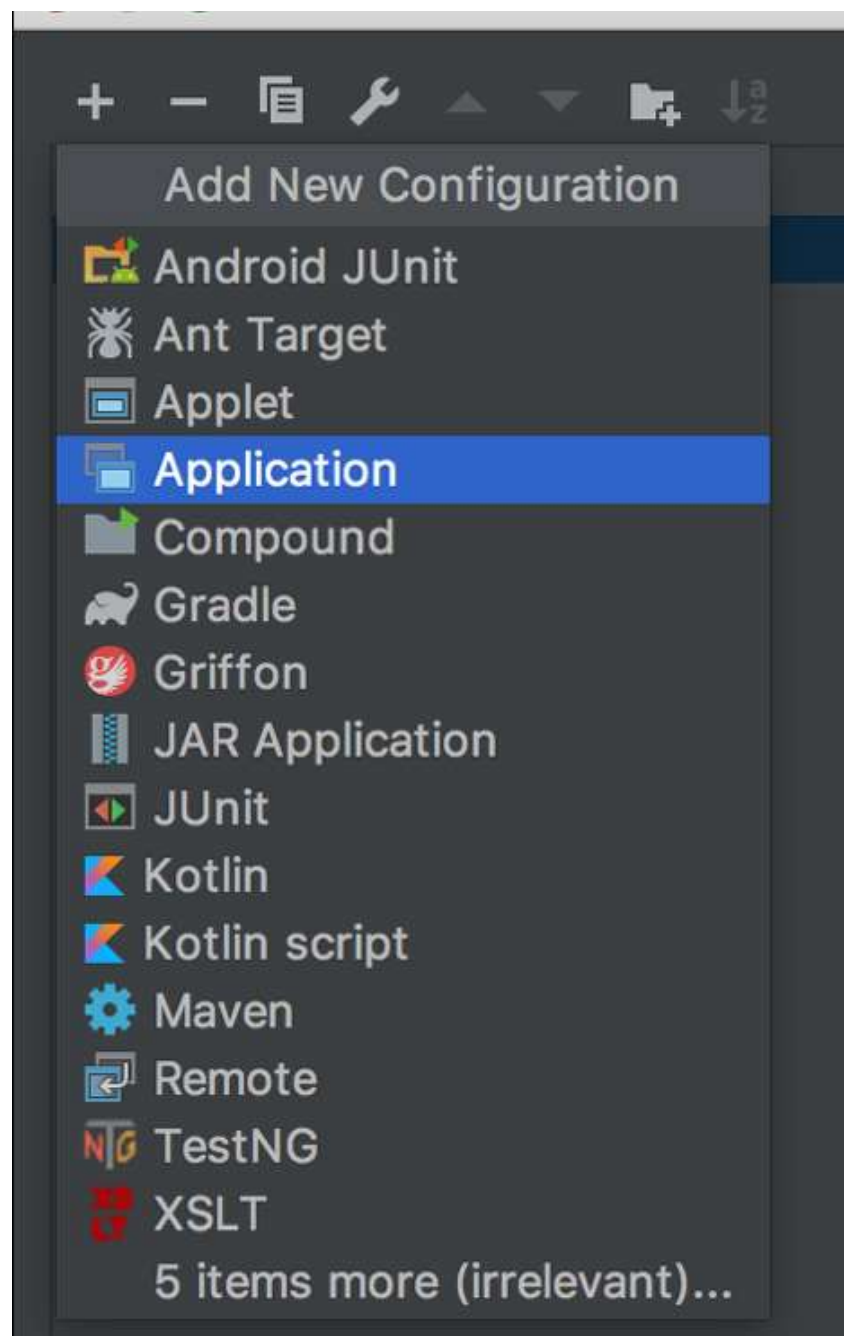 Add New Configuration
Android JUnit
Ant Target
Applet
Application
Compound
Gradle
Griffon
JAR Application
JUnit
Kotlin
Kotlin script
Maven
Remote
TestNG
XSLT
5 items more (irrelevant)...